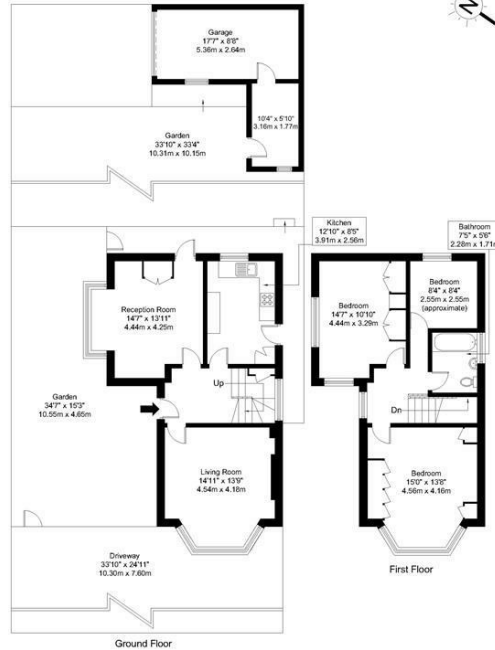 N
Garage
17'7" x 8'8"
5.36m x 2.64m
10'4" x 5'10"
3.16m x 1.77m
Garden
33'10" x 33'4"
10.31m x 10.15m
Kitchen
12'10" x 8'5"
3.91m x 2.56m
Bathroom
7'5" x 5'6"
2.28m x 1.71m
Reception Room
14'7" x 13'11"
4.44m x 4.25m
Bedroom
14'7" x 10'10"
4.44m x 3.29m
Bedroom
8'4" x 8'4"
2.55m x 2.55m
(approximate)
Garden
34'7" x 15'3"
10.55m x 4.65m
Up
Dn
Living Room
14'11" x 13'9"
4.54m x 4.18m
Bedroom
15'0" x 13'8"
4.56m x 4.16m
Driveway
33'10" x 24'11"
10.30m x 7.60m
First Floor
Ground Floor